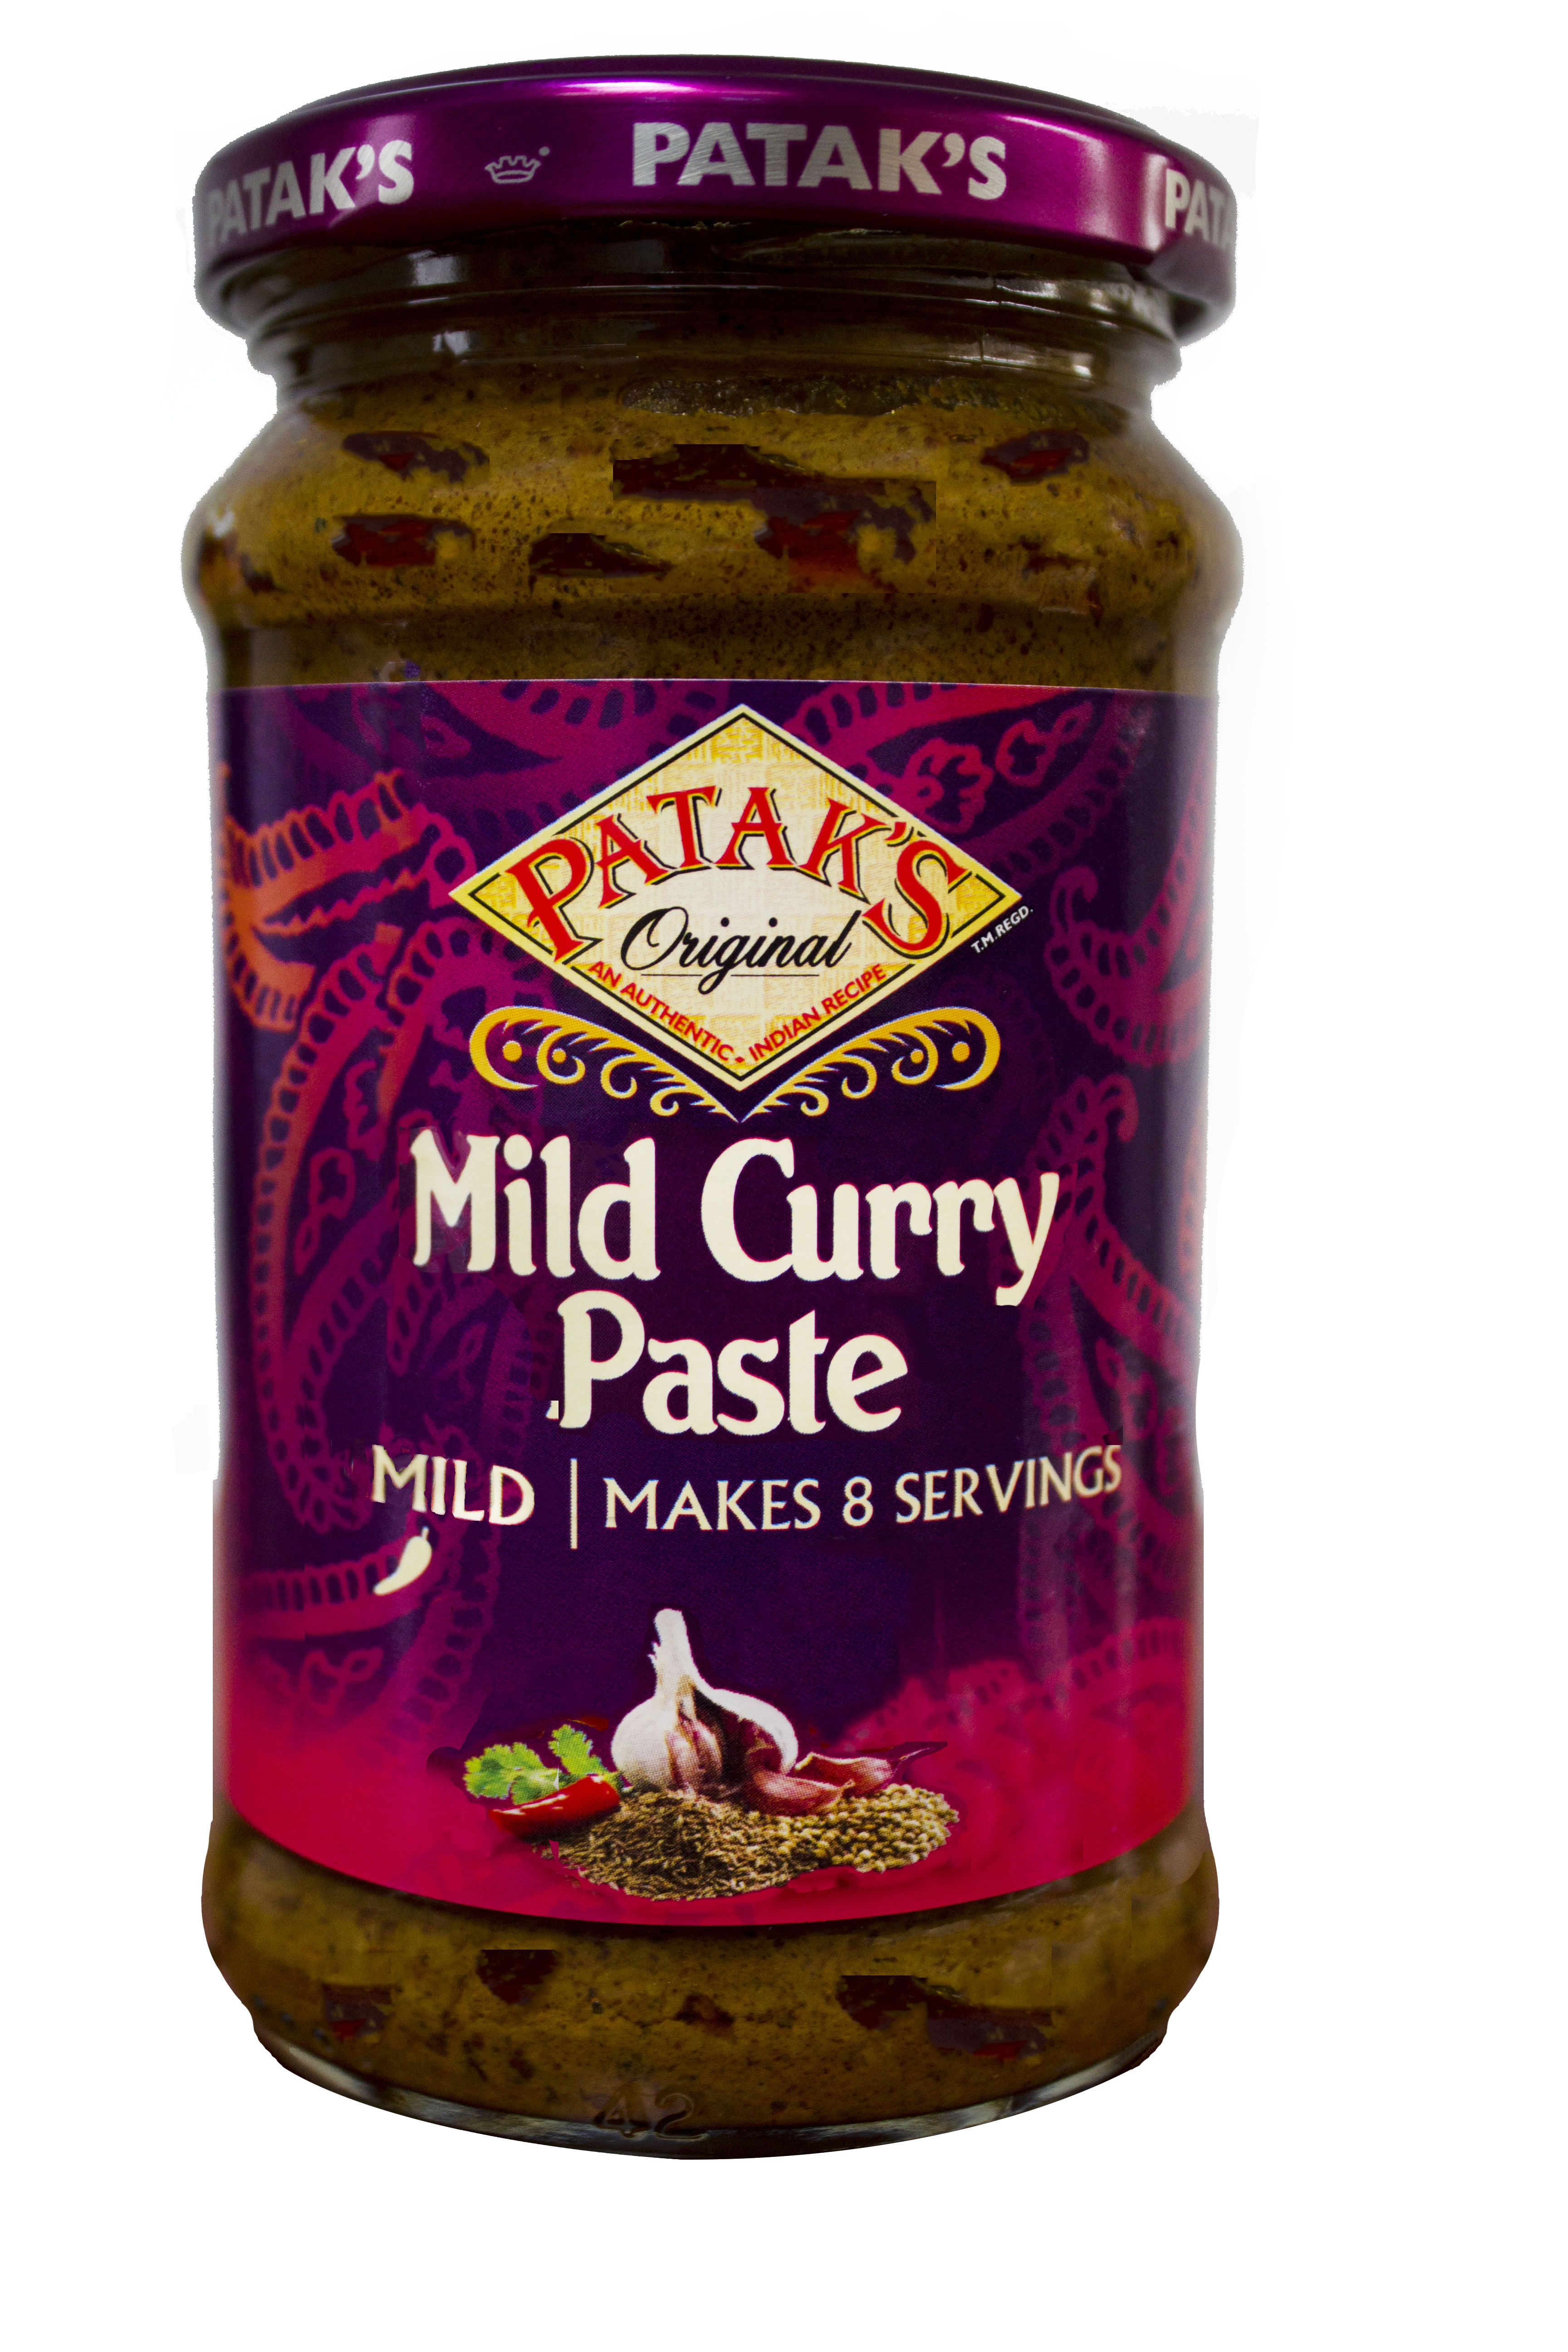 PATAK'S PATAK'S PATA
PATAK'S
Original
T.M.REGD.
AN AUTHENTIC • INDIAN RECIPE
Mild Curry
Paste
MILD | MAKES 8 SERVINGS
42